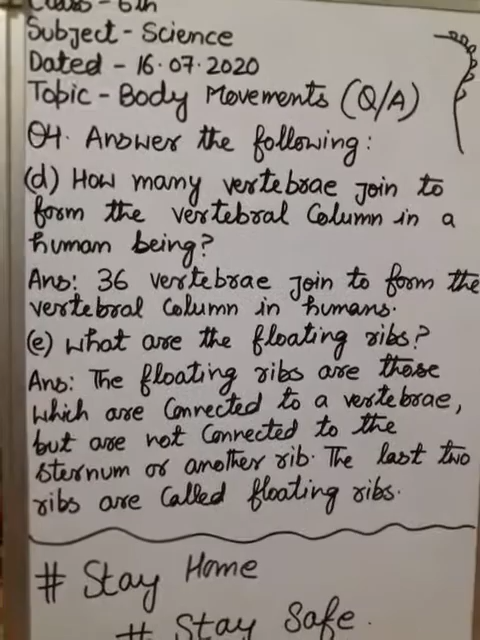 Class - 6th
Subject - Science
Dated - 16.07.2020
Topic - Body Movements (Q/A)
Q4. Answer the following:
(d) How many vertebrae join to
form the vertebral column in a
human being?
Ans: 36 vertebrae join to form the
vertebral column in humans.
(e) What are the floating ribs?
Ans: The floating ribs are those
which are connected to a vertebrae,
but are not connected to the
sternum or another rib. The last two
ribs are called floating ribs.
# Stay Home
# Stay Safe.